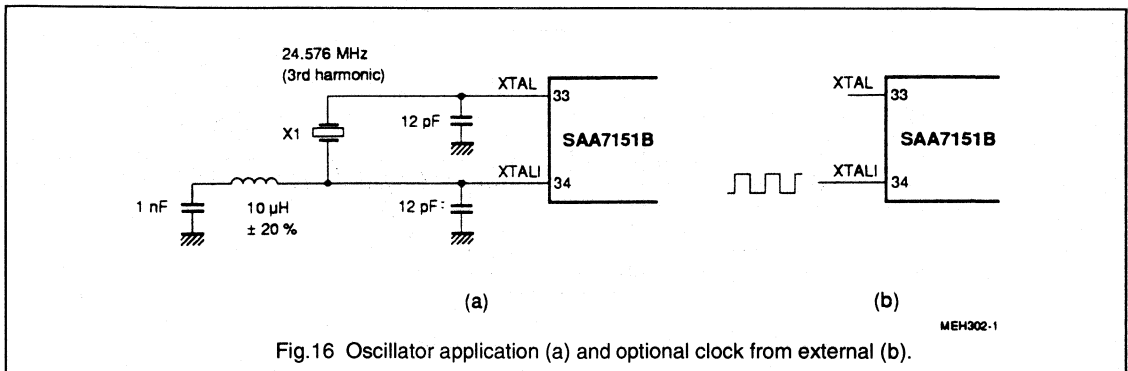 24.576 MHz
(3rd harmonic)
XTAL
33
12 pF
X1
SAA7151B
XTALI
34
1 nF
10 µH
± 20 %
12 pF
(a)
XTAL
33
SAA7151B
XTALI
34
(b)
MEH302-1
Fig.16 Oscillator application (a) and optional clock from external (b).